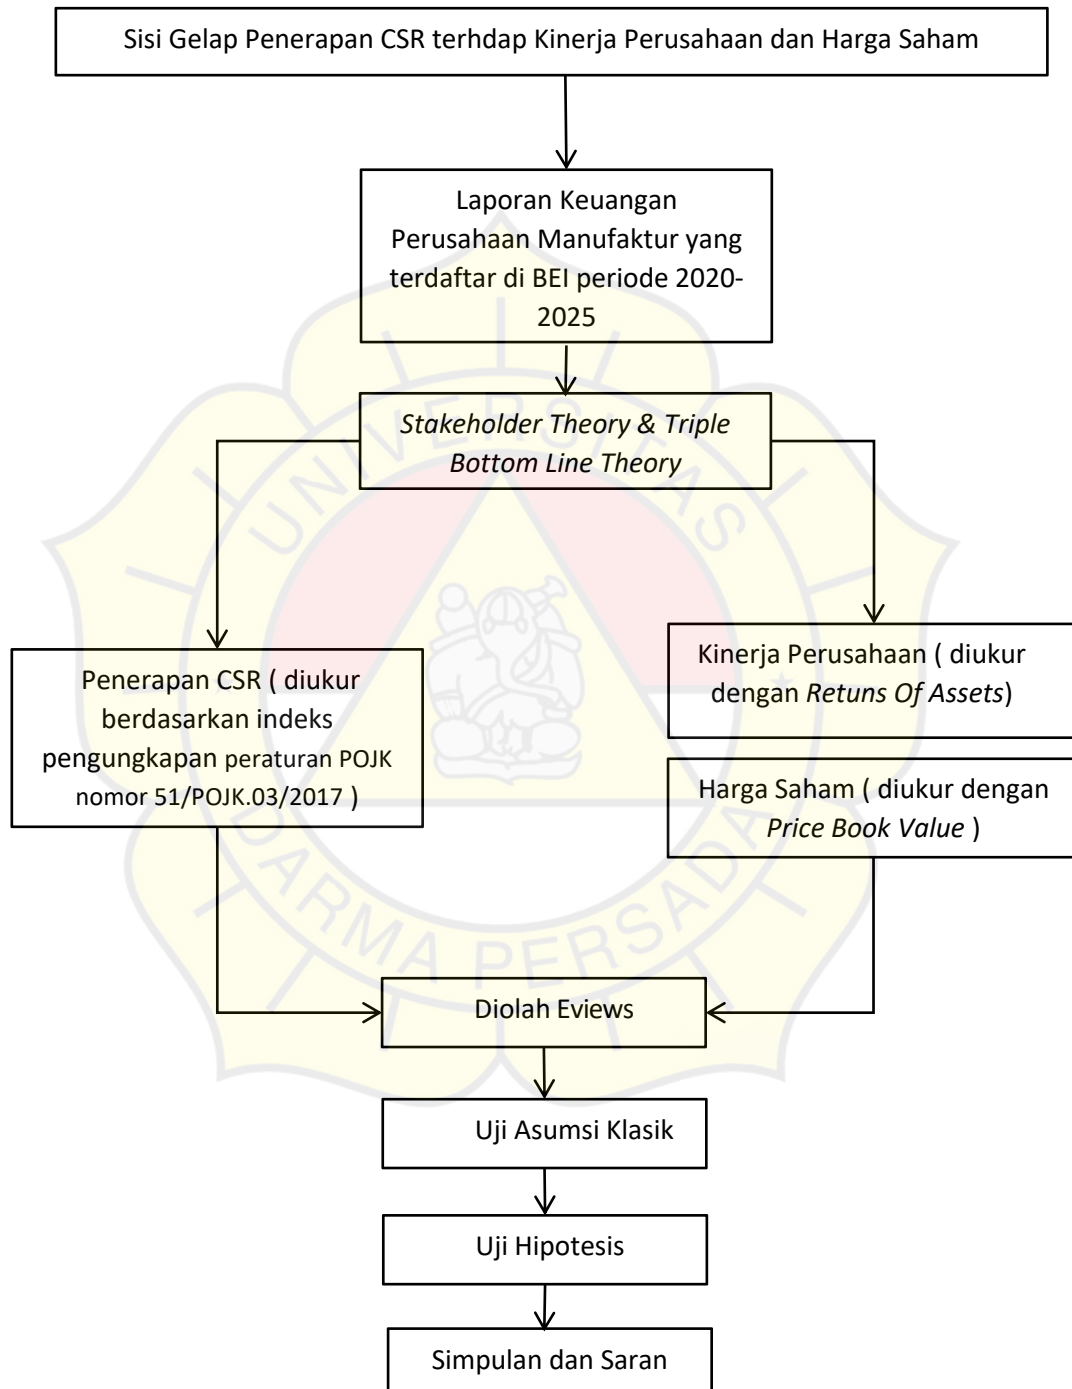 Sisi Gelap Penerapan CSR terhdap Kinerja Perusahaan dan Harga Saham
Laporan Keuangan
Perusahaan Manufaktur yang
terdaftar di BEI periode 2020-
2025
Stakeholder Theory & Triple
Bottom Line Theory
Penerapan CSR ( diukur
berdasarkan indeks
pengungkapan peraturan POJK
nomor 51/POJK.03/2017 )
Kinerja Perusahaan ( diukur
dengan Retuns Of Assets)
Harga Saham ( diukur dengan
Price Book Value )
Diolah Eviews
Uji Asumsi Klasik
Uji Hipotesis
Simpulan dan Saran
UNIVERSITAS
DARMA PERSADA